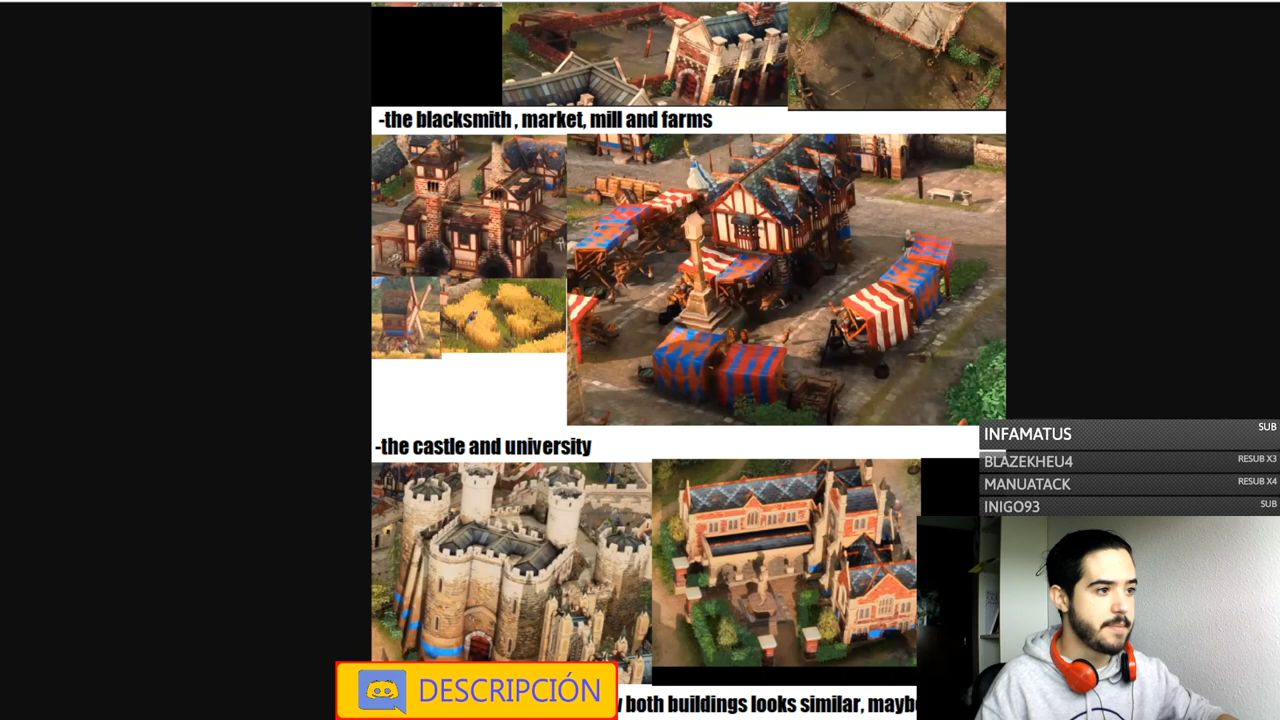 -the blacksmith, market, mill and farms
-the castle and university
INFAMATUS SUB
BLAZEKHEU4 RESUB X3
MANUATACK RESUB X4
INIGO93 SUB
DESCRIPCIÓN
both buildings looks similar,